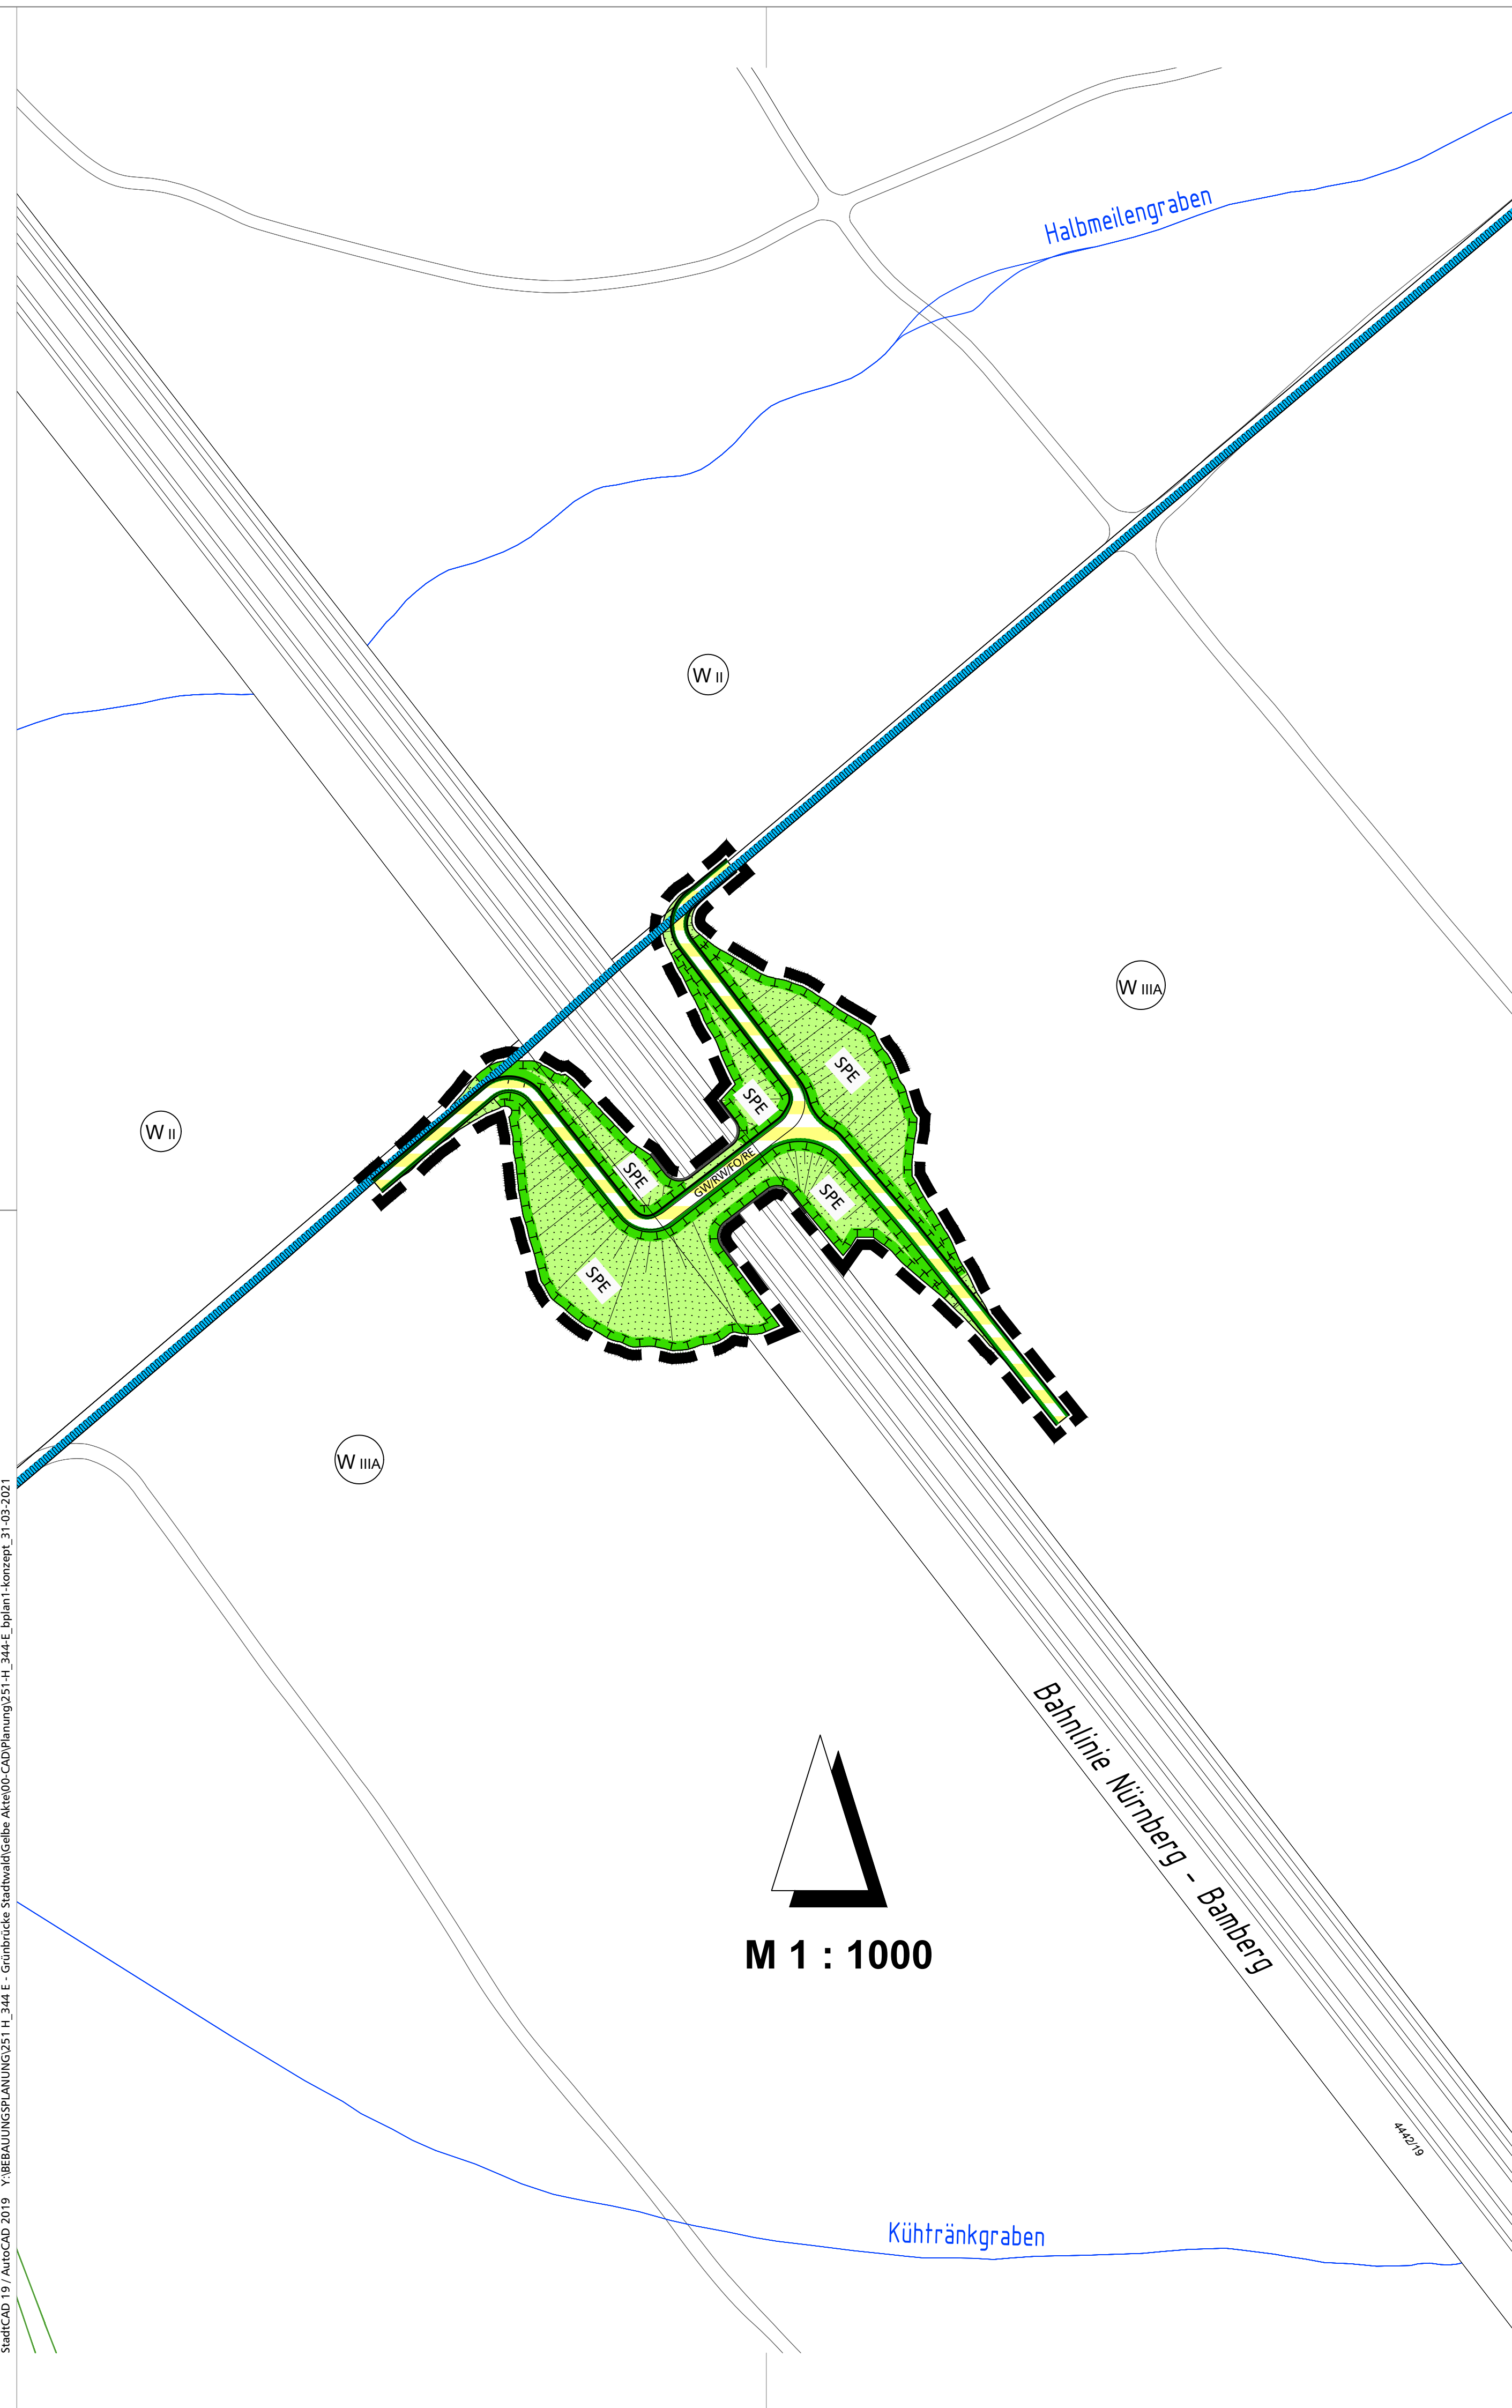 Halbmeilengraben
W II
W IIIA
SPE
SPE
W II
SPE
GW/RW/FO/RE
SPE
SPE
W IIIA
StadtCAD 19 / AutoCAD 2019 Y:\BEBAUUNGSPLANUNG\251 H_344 E - Grünbrücke Stadtwald\Gelbe Akte\00-CAD\Planung\251-H_344-E_bplan1-konzept_31-03-2021
Bahnlinie Nürnberg - Bamberg
M 1 : 1000
4442/19
Kühtränkgraben